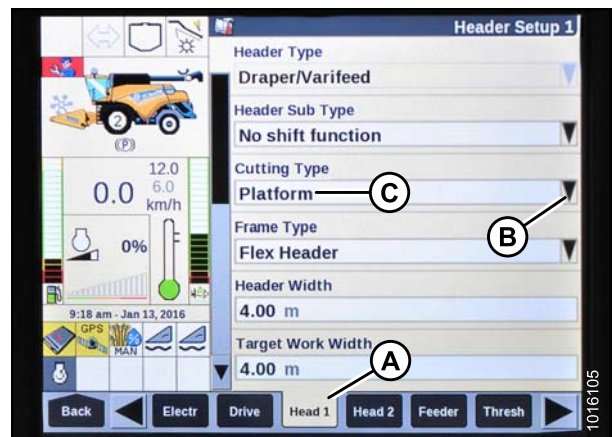 Header Setup 1
Header Type
Draper/Varifeed
Header Sub Type
No shift function
Cutting Type
Platform
C
B
Frame Type
Flex Header
Header Width
4.00 m
Target Work Width
4.00 m
A
2
(P)
12.0
6.0
0.0
km/h
0%
F
9:18 am - Jan 13, 2016
GPS
MAN
%
Back
Electr
Drive
Head 1
Head 2
Feeder
Thresh
1016105